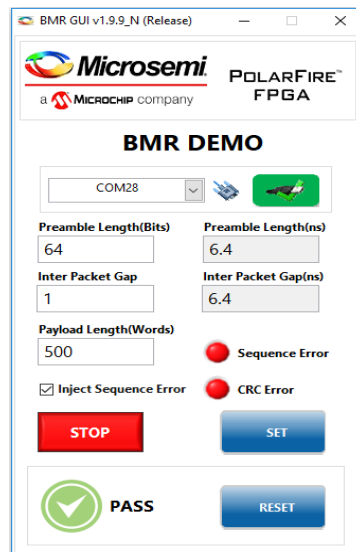 BMR GUI v1.9.9_N (Release)
Microsemi.
a MICROCHIP company
POLARFIRE™
FPGA
BMR DEMO
COM28
Preamble Length(Bits)
Preamble Length(ns)
64
6.4
Inter Packet Gap
Inter Packet Gap(ns)
1
6.4
Payload Length(Words)
500
Sequence Error
Inject Sequence Error
CRC Error
STOP
SET
PASS
RESET